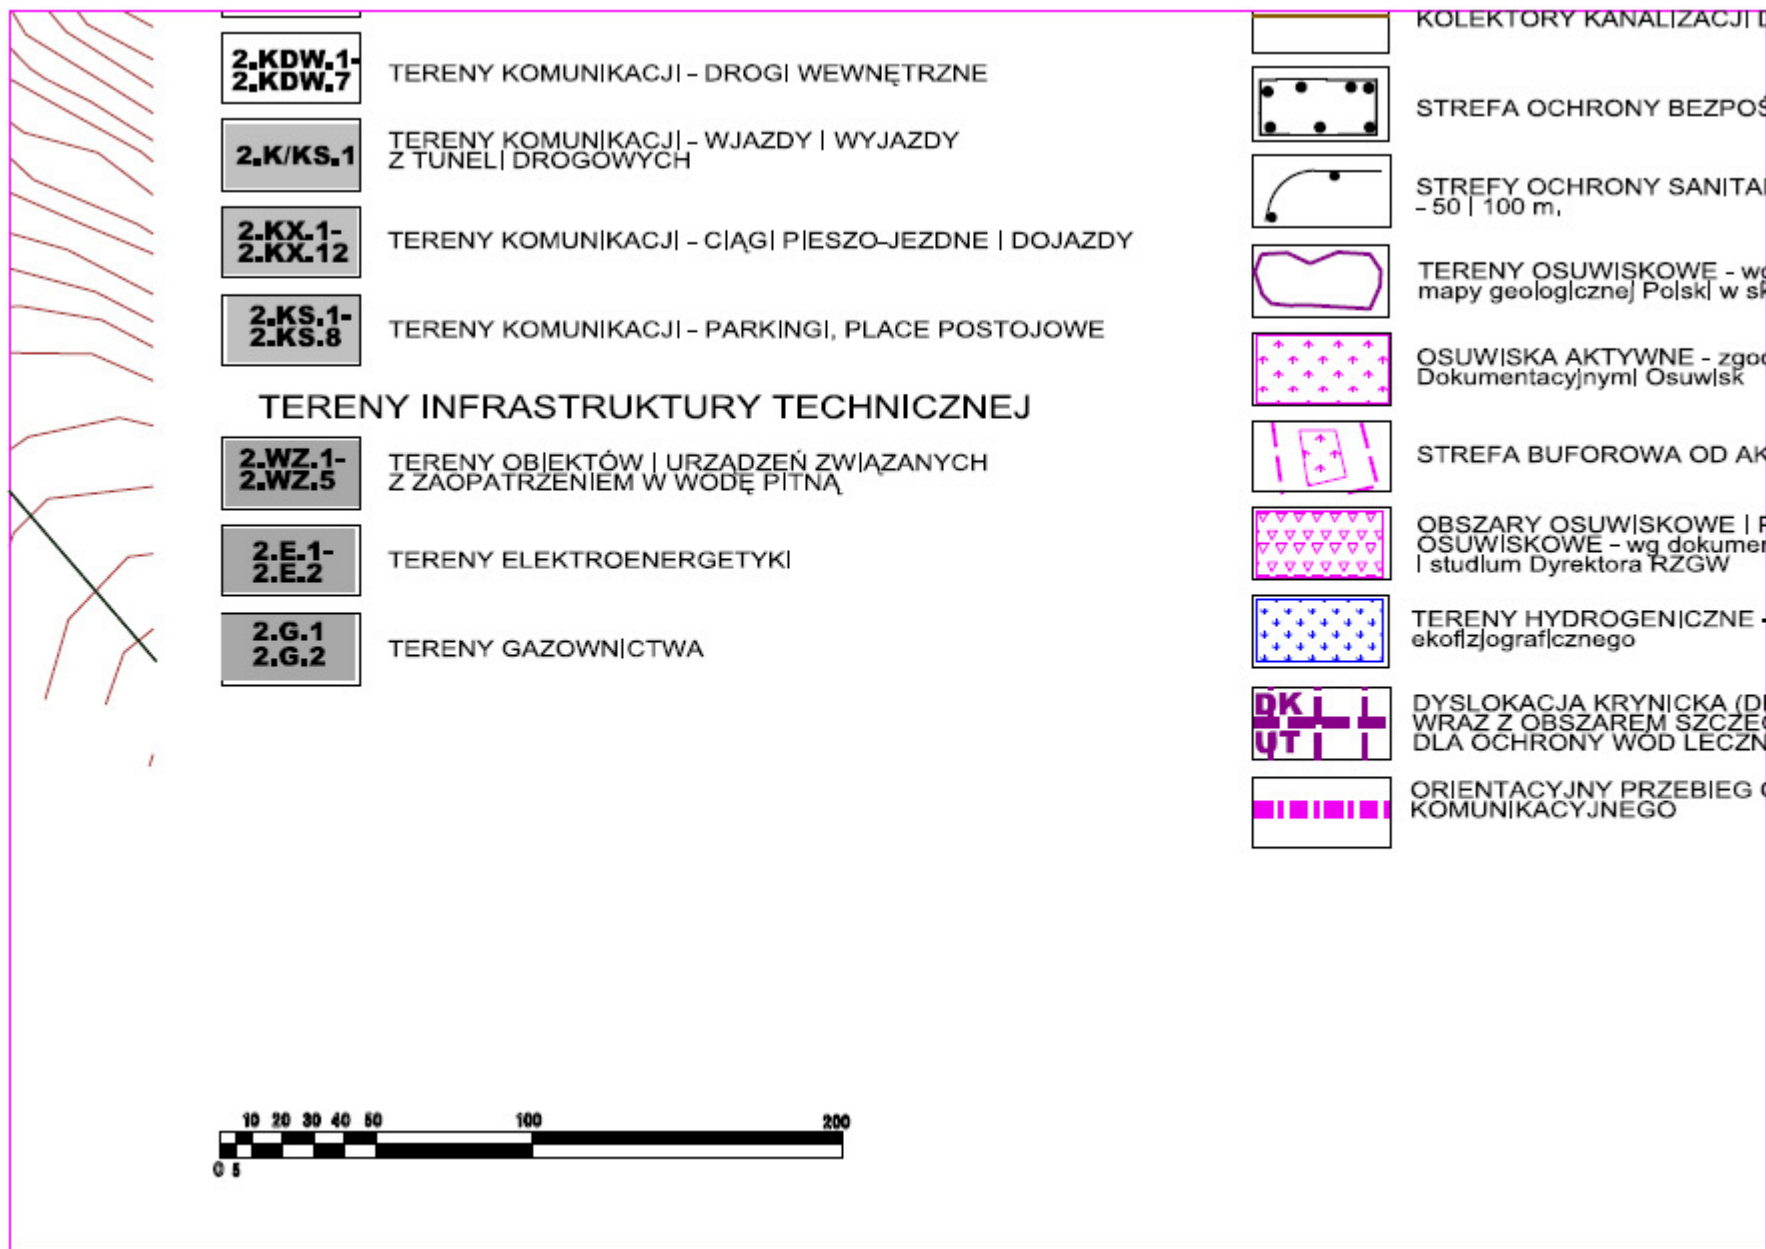 2.KDW.1-
2.KDW.7
TERENY KOMUNIKACJI - DROGI WEWNĘTRZNE
2.K/KS.1
TERENY KOMUNIKACJI - WJAZDY I WYJAZDY
Z TUNELI DROGOWYCH
2.KX.1-
2.KX.12
TERENY KOMUNIKACJI - CIĄGI PIESZO-JEZDNE I DOJAZDY
2.KS.1-
2.KS.8
TERENY KOMUNIKACJI - PARKINGI, PLACE POSTOJOWE
TERENY INFRASTRUKTURY TECHNICZNEJ
2.WZ.1-
2.WZ.5
TERENY OBIEKTÓW I URZĄDZEŃ ZWIĄZANYCH
Z ZAOPATRZENIEM W WODĘ PITNĄ
2.E.1-
2.E.2
TERENY ELEKTROENERGETYKI
2.G.1
2.G.2
TERENY GAZOWNICTWA
KOLEKTORY KANALIZACJI
STREFA OCHRONY
STREFY OCHRONY
- 50 I 100 m,
TERENY OSUWISKOWE - wg
mapy geologicznej Polski w
OSUWISKA AKTYWNE -
Dokumentacyjnymi Osuwisk
STREFA BUFOROWA OD
OBSZARY OSUWISKOWE I
OSUWISKOWE - wg
i studium Dyrektora RZGW
TERENY HYDROGENICZNE -
ekofizjograficznego
DK
UT
DYSLOKACJA KRYNICKA
WRAZ Z OBSZAREM
DLA OCHRONY WÓD
ORIENTACYJNY PRZEBIEG
KOMUNIKACYJNEGO
10 20 30 40 50 100 200
0 5